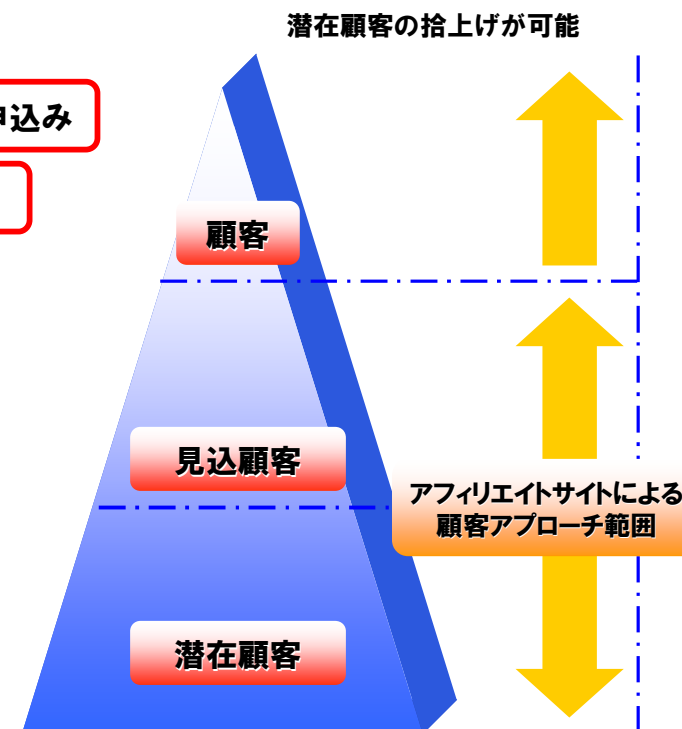 潜在顧客の拾上げが可能
込み
顧客
見込顧客
アフィリエイトサイトによる
顧客アプローチ範囲
潜在顧客